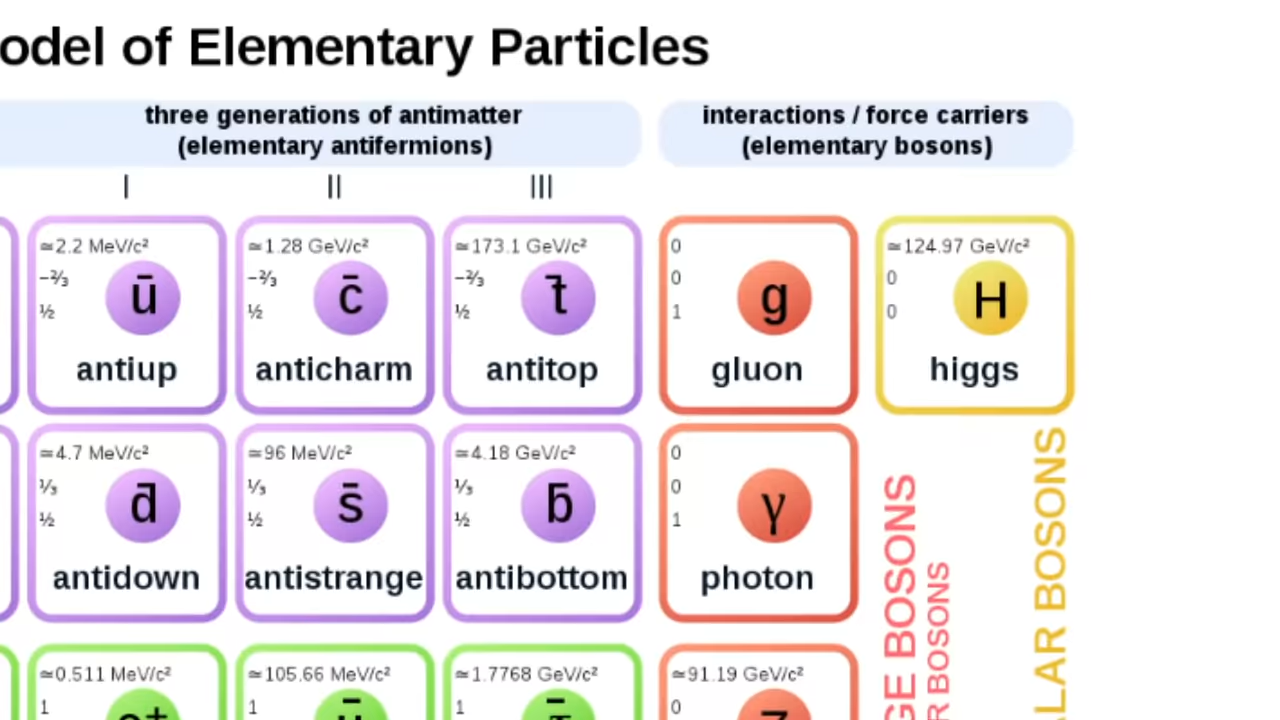 odel of Elementary Particles
three generations of antimatter
(elementary antifermions)
interactions / force carriers
(elementary bosons)
I II III
≃2.2 MeV/c²
−⅔
½
ū
antiup
≃1.28 GeV/c²
−⅔
½
c̄
anticharm
≃173.1 GeV/c²
−⅔
½
t̄
antitop
0
0
1
g
gluon
≃124.97 GeV/c²
0
0
H
higgs
≃4.7 MeV/c²
⅓
½
d̄
antidown
≃96 MeV/c²
⅓
½
s̄
antistrange
≃4.18 GeV/c²
⅓
½
b̄
antibottom
0
0
1
γ
photon
GE BOSONS
R BOSONS
LAR BOSONS
≃0.511 MeV/c²
1
e⁺
≃105.66 MeV/c²
1
≃1.7768 GeV/c²
1
≃91.19 GeV/c²
0